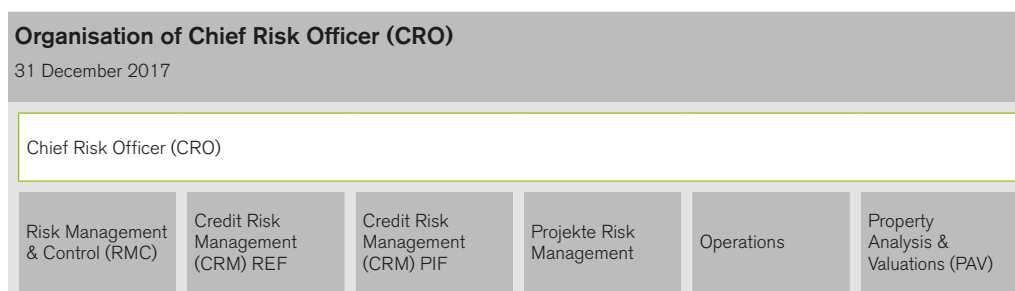 Organisation of Chief Risk Officer (CRO)
31 December 2017
Chief Risk Officer (CRO)
Risk Management
& Control (RMC)
Credit Risk
Management
(CRM) REF
Credit Risk
Management
(CRM) PIF
Projekte Risk
Management
Operations
Property
Analysis &
Valuations (PAV)